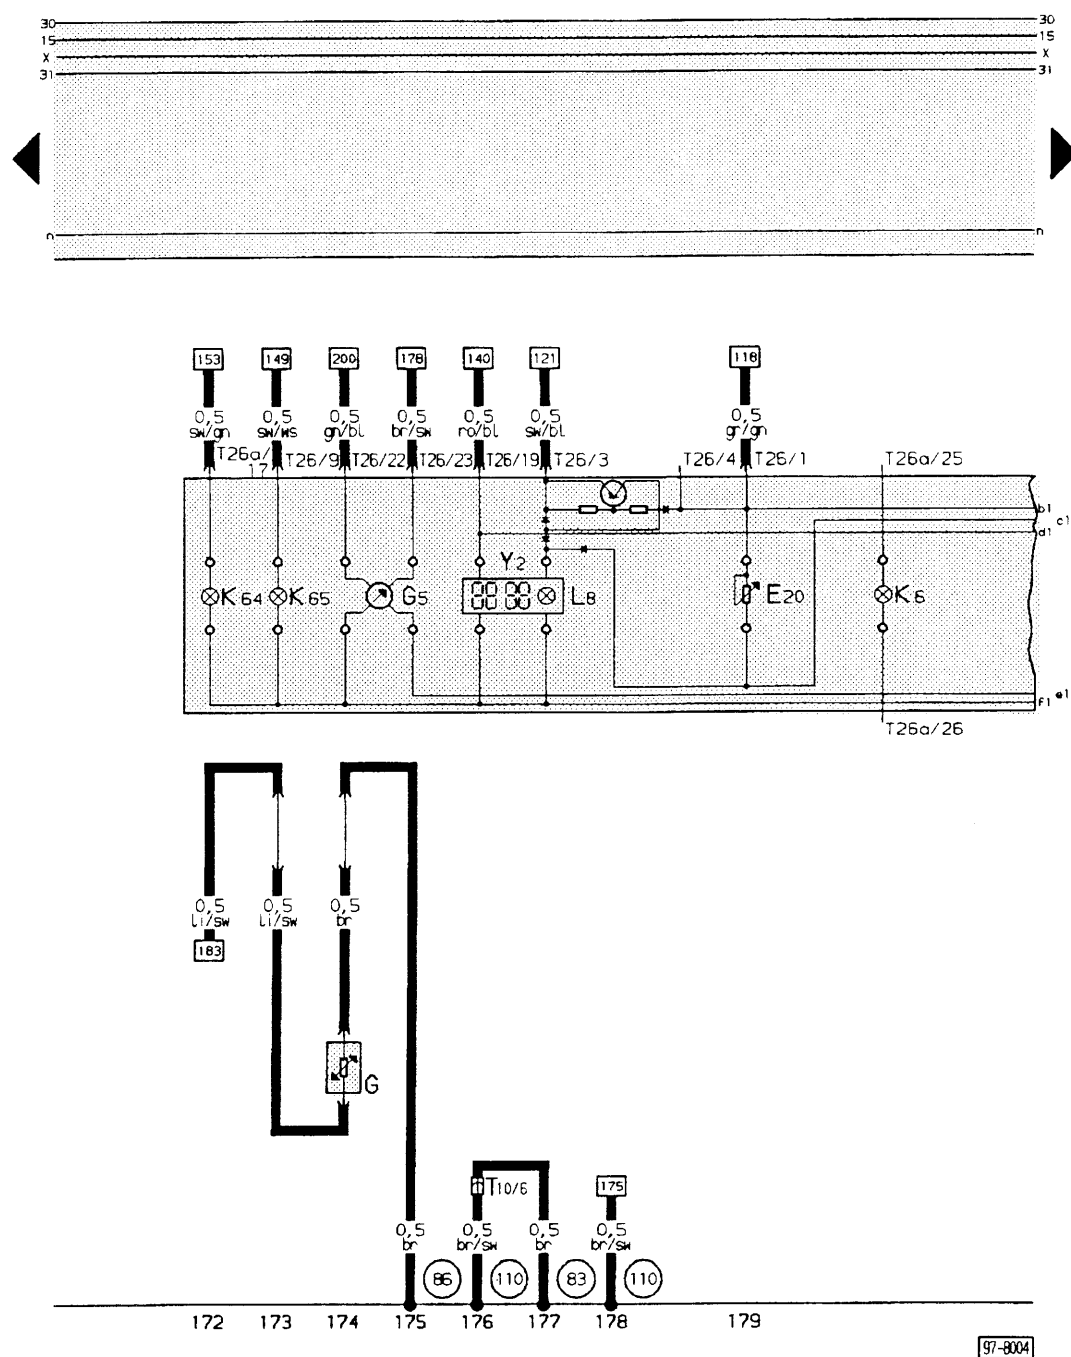 30 30
15 15
X X
31 31
n n
153 149 200 178 140 121 118
0,5 0,5 0,5 0,5 0,5 0,5 0,5
sw/gn sw/ws gn/bl br/sw ro/bl sw/bl gr/gn
T26a/17 T26/9 T26/22 T26/23 T26/19 T26/3 T26/4 T26/1 T26a/25
b1
c1
d1
K64 K65 G5 Y2 L8 E20 K6
e1
f1
T26a/26
0,5 0,5 0,5
li/sw li/sw br
183
G
T10/6 175
0,5 0,5 0,5 0,5
br br/sw br br/sw
86 110 83 110
172 173 174 175 176 177 178 179
97-8004